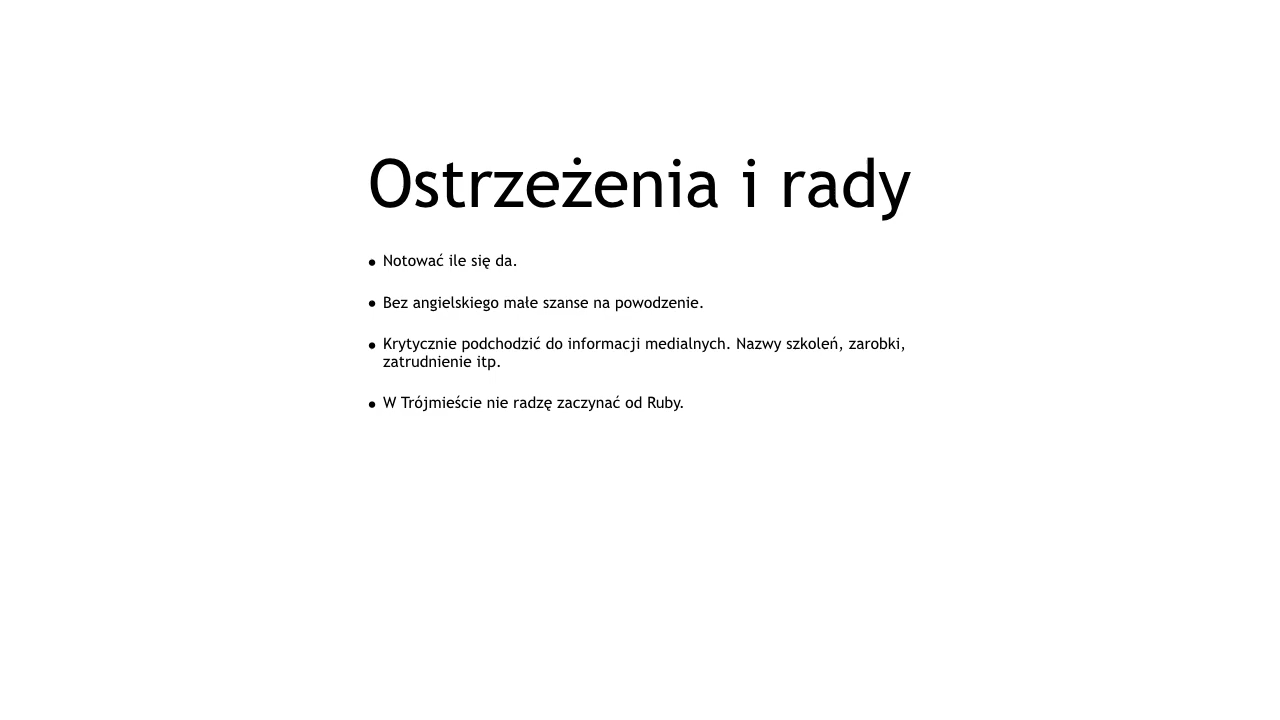 Ostrzeżenia i rady
• Notować ile się da.
• Bez angielskiego małe szanse na powodzenie.
• Krytycznie podchodzić do informacji medialnych. Nazwy szkoleń, zarobki,
zatrudnienie itp.
• W Trójmieście nie radzę zaczynać od Ruby.